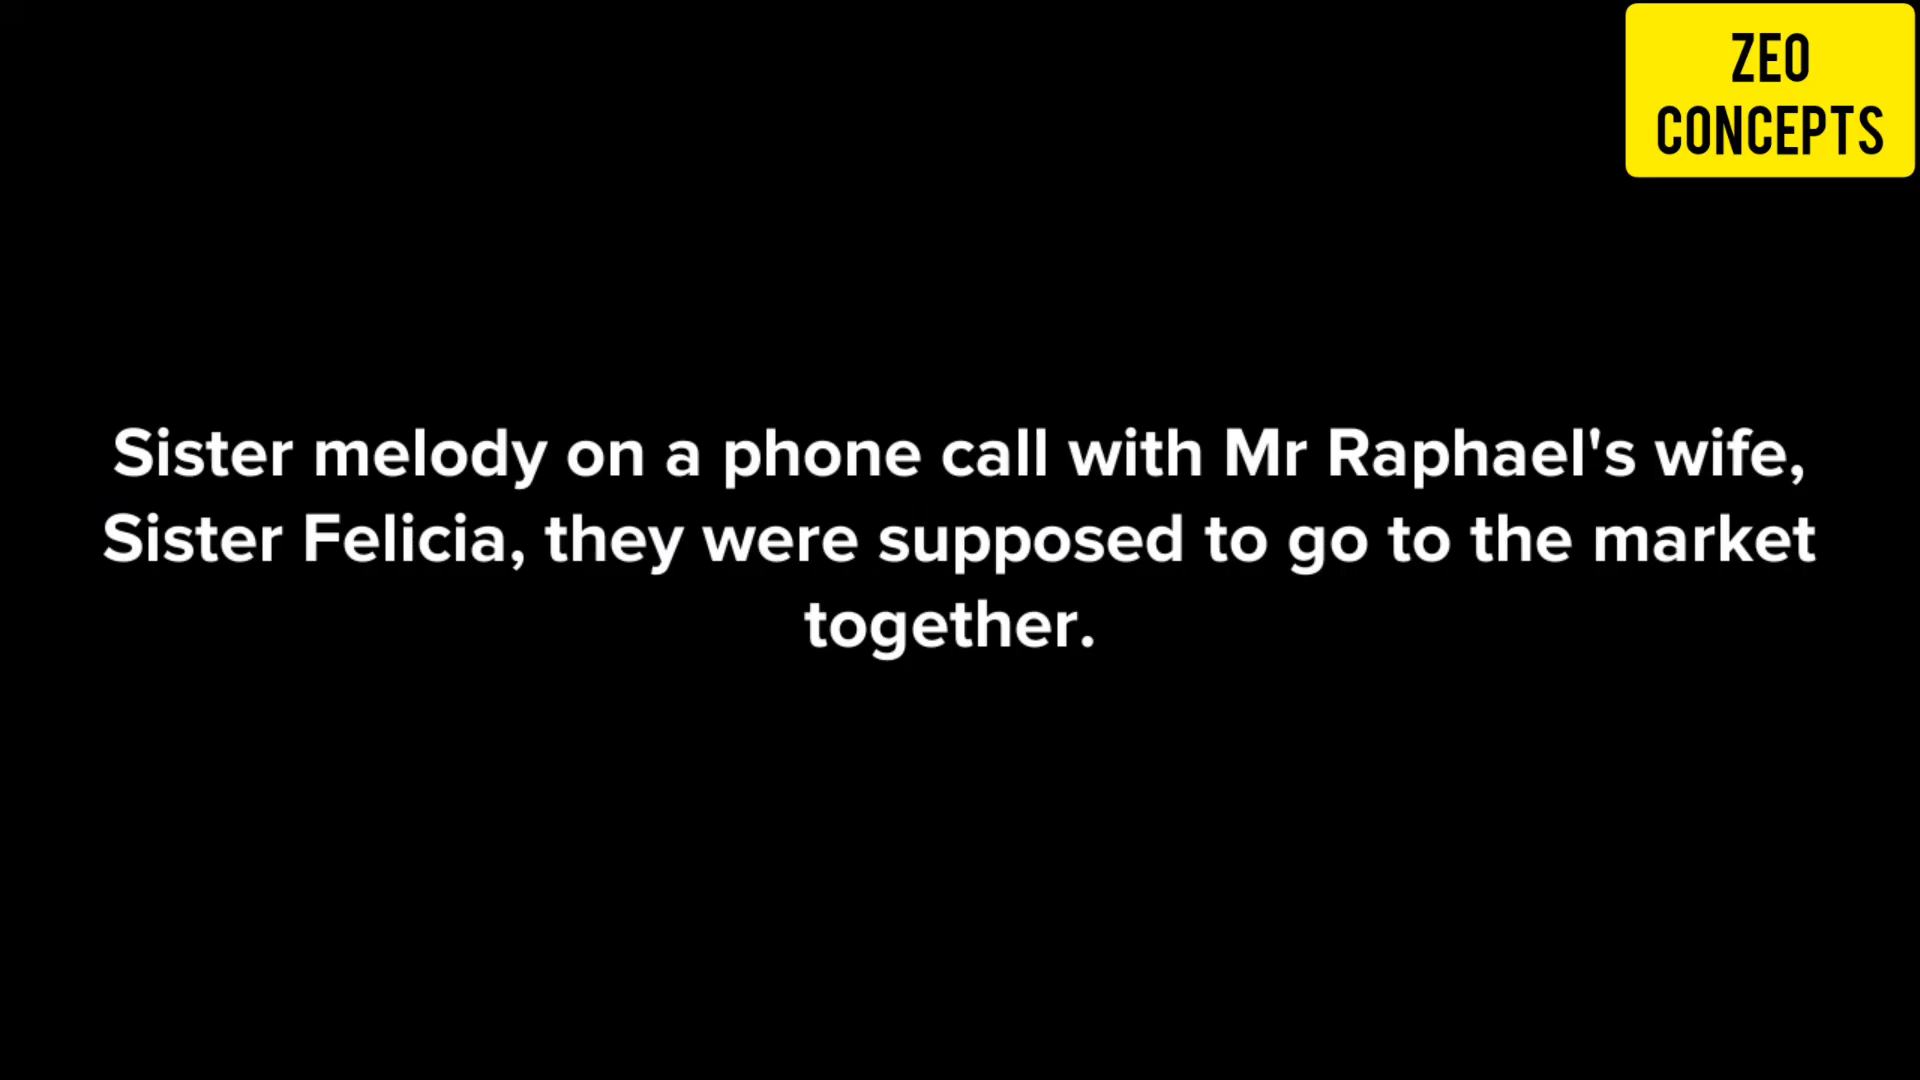 ZEO
CONCEPTS
Sister melody on a phone call with Mr Raphael's wife,
Sister Felicia, they were supposed to go to the market
together.